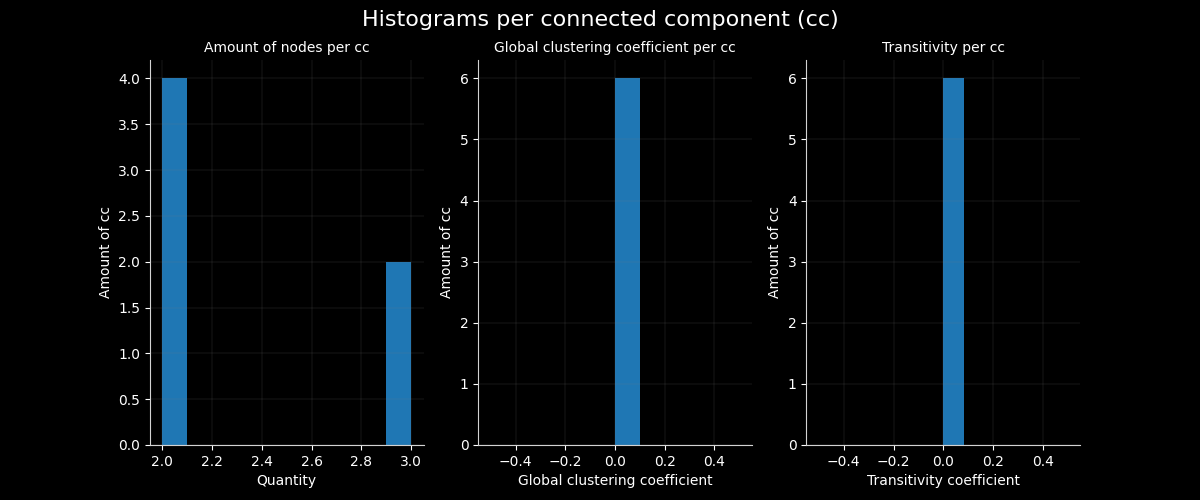 Histograms per connected component (cc)
Amount of nodes per cc
Amount of cc
4.0
3.5
3.0
2.5
2.0
1.5
1.0
0.5
0.0
2.0 2.2 2.4 2.6 2.8 3.0
Quantity
Global clustering coefficient per cc
Amount of cc
6
5
4
3
2
1
0
−0.4 −0.2 0.0 0.2 0.4
Global clustering coefficient
Transitivity per cc
Amount of cc
6
5
4
3
2
1
0
−0.4 −0.2 0.0 0.2 0.4
Transitivity coefficient